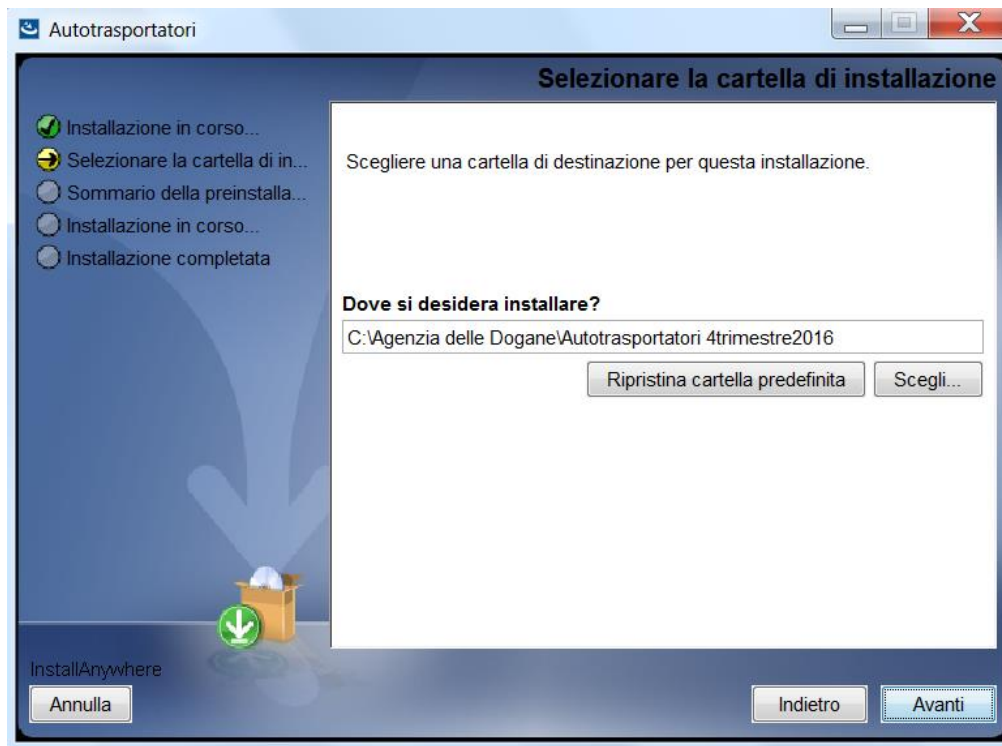 Autotrasportatori
Selezionare la cartella di installazione
Installazione in corso...
Selezionare la cartella di in...
Sommario della preinstalla...
Installazione in corso...
Installazione completata
Scegliere una cartella di destinazione per questa installazione.
Dove si desidera installare?
C:\Agenzia delle Dogane\Autotrasportatori 4trimestre2016
Ripristina cartella predefinita
Scegli...
InstallAnywhere
Annulla
Indietro
Avanti